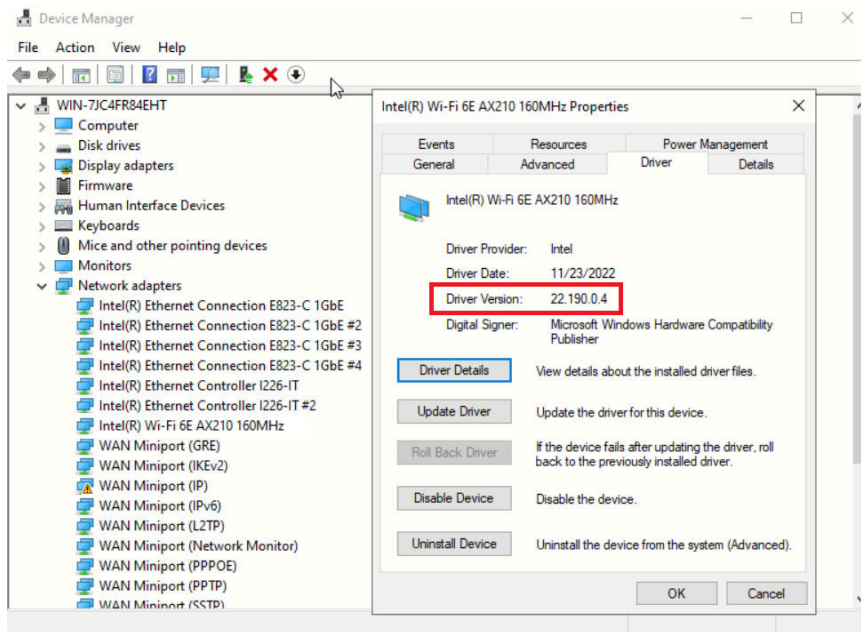 Device Manager
File Action View Help
WIN-7JC4FR84EHT
Computer
Disk drives
Display adapters
Firmware
Human Interface Devices
Keyboards
Mice and other pointing devices
Monitors
Network adapters
Intel(R) Ethernet Connection E823-C 1GbE
Intel(R) Ethernet Connection E823-C 1GbE #2
Intel(R) Ethernet Connection E823-C 1GbE #3
Intel(R) Ethernet Connection E823-C 1GbE #4
Intel(R) Ethernet Controller I226-IT
Intel(R) Ethernet Controller I226-IT #2
Intel(R) Wi-Fi 6E AX210 160MHz
WAN Miniport (GRE)
WAN Miniport (IKEv2)
WAN Miniport (IP)
WAN Miniport (IPv6)
WAN Miniport (L2TP)
WAN Miniport (Network Monitor)
WAN Miniport (PPPOE)
WAN Miniport (PPTP)
WAN Miniport (SSTP)
Intel(R) Wi-Fi 6E AX210 160MHz Properties
Events Resources Power Management
General Advanced Driver Details
Intel(R) Wi-Fi 6E AX210 160MHz
Driver Provider: Intel
Driver Date: 11/23/2022
Driver Version: 22.190.0.4
Digital Signer: Microsoft Windows Hardware Compatibility
Publisher
Driver Details View details about the installed driver files.
Update Driver Update the driver for this device.
Roll Back Driver If the device fails after updating the driver, roll
back to the previously installed driver.
Disable Device Disable the device.
Uninstall Device Uninstall the device from the system (Advanced).
OK Cancel